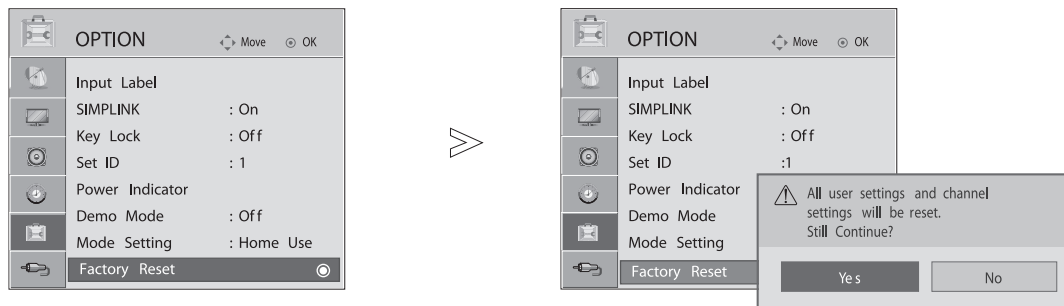 OPTION Move OK
Input Label
SIMPLINK : On
Key Lock : Off
Set ID : 1
Power Indicator
Demo Mode : Off
Mode Setting : Home Use
Factory Reset
OPTION Move OK
Input Label
SIMPLINK : On
Key Lock : Off
Set ID :1
Power Indicator
Demo Mode
Mode Setting
Factory Reset
All user settings and channel
settings will be reset.
Still Continue?
Yes No